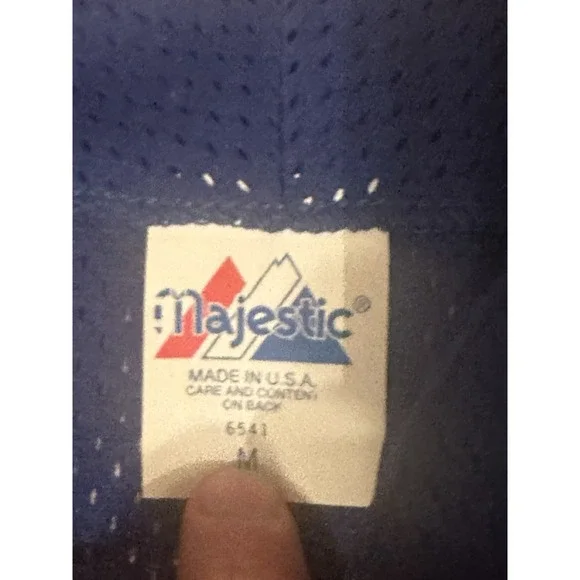 Majestic®
MADE IN U.S.A.
CARE AND CONTENT
ON BACK
6541
M